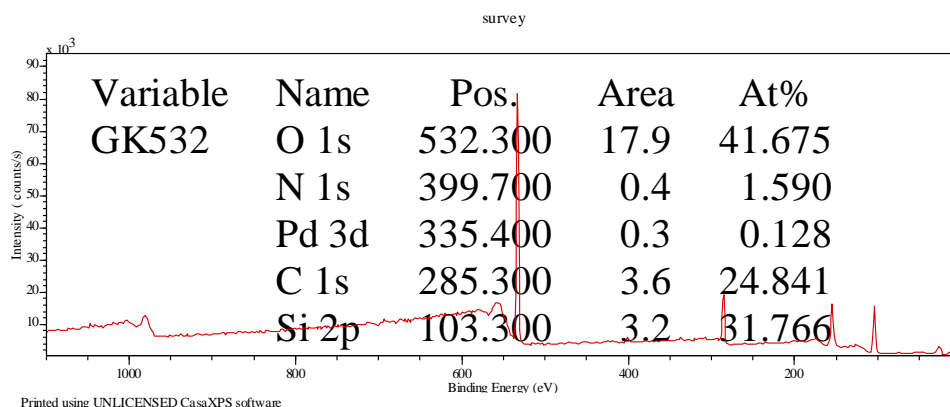 survey
x 10³
90
80
70
60
50
40
30
20
10
Intensity ( counts/s)
Variable Name Pos. Area At%
GK532 O 1s 532.300 17.9 41.675
N 1s 399.700 0.4 1.590
Pd 3d 335.400 0.3 0.128
C 1s 285.300 3.6 24.841
Si 2p 103.300 3.2 31.766
1000 800 600 400 200
Binding Energy (eV)
Printed using UNLICENSED CasaXPS software